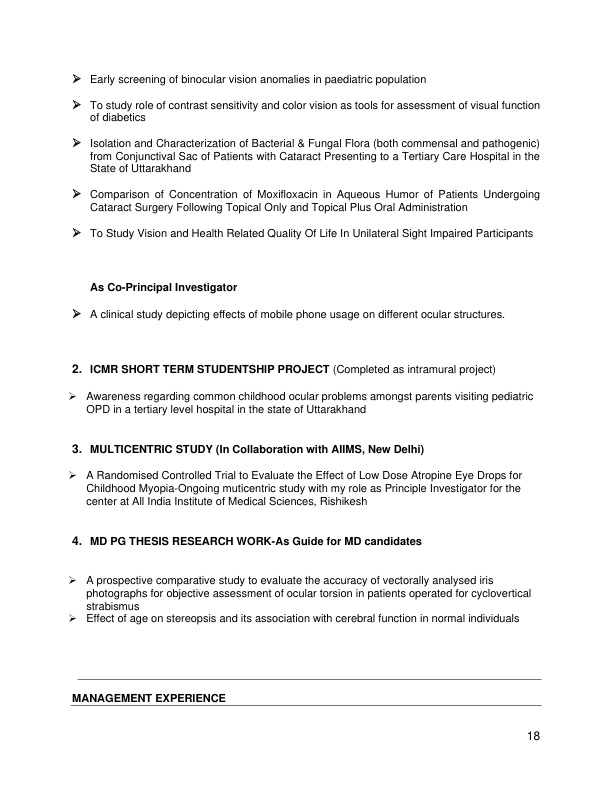 ➢ Early screening of binocular vision anomalies in paediatric population
➢ To study role of contrast sensitivity and color vision as tools for assessment of visual function
of diabetics
➢ Isolation and Characterization of Bacterial & Fungal Flora (both commensal and pathogenic)
from Conjunctival Sac of Patients with Cataract Presenting to a Tertiary Care Hospital in the
State of Uttarakhand
➢ Comparison of Concentration of Moxifloxacin in Aqueous Humor of Patients Undergoing
Cataract Surgery Following Topical Only and Topical Plus Oral Administration
➢ To Study Vision and Health Related Quality Of Life In Unilateral Sight Impaired Participants
As Co-Principal Investigator
➢ A clinical study depicting effects of mobile phone usage on different ocular structures.
2. ICMR SHORT TERM STUDENTSHIP PROJECT (Completed as intramural project)
➢ Awareness regarding common childhood ocular problems amongst parents visiting pediatric
OPD in a tertiary level hospital in the state of Uttarakhand
3. MULTICENTRIC STUDY (In Collaboration with AIIMS, New Delhi)
➢ A Randomised Controlled Trial to Evaluate the Effect of Low Dose Atropine Eye Drops for
Childhood Myopia-Ongoing muticentric study with my role as Principle Investigator for the
center at All India Institute of Medical Sciences, Rishikesh
4. MD PG THESIS RESEARCH WORK-As Guide for MD candidates
➢ A prospective comparative study to evaluate the accuracy of vectorally analysed iris
photographs for objective assessment of ocular torsion in patients operated for cyclovertical
strabismus
➢ Effect of age on stereopsis and its association with cerebral function in normal individuals
MANAGEMENT EXPERIENCE
18